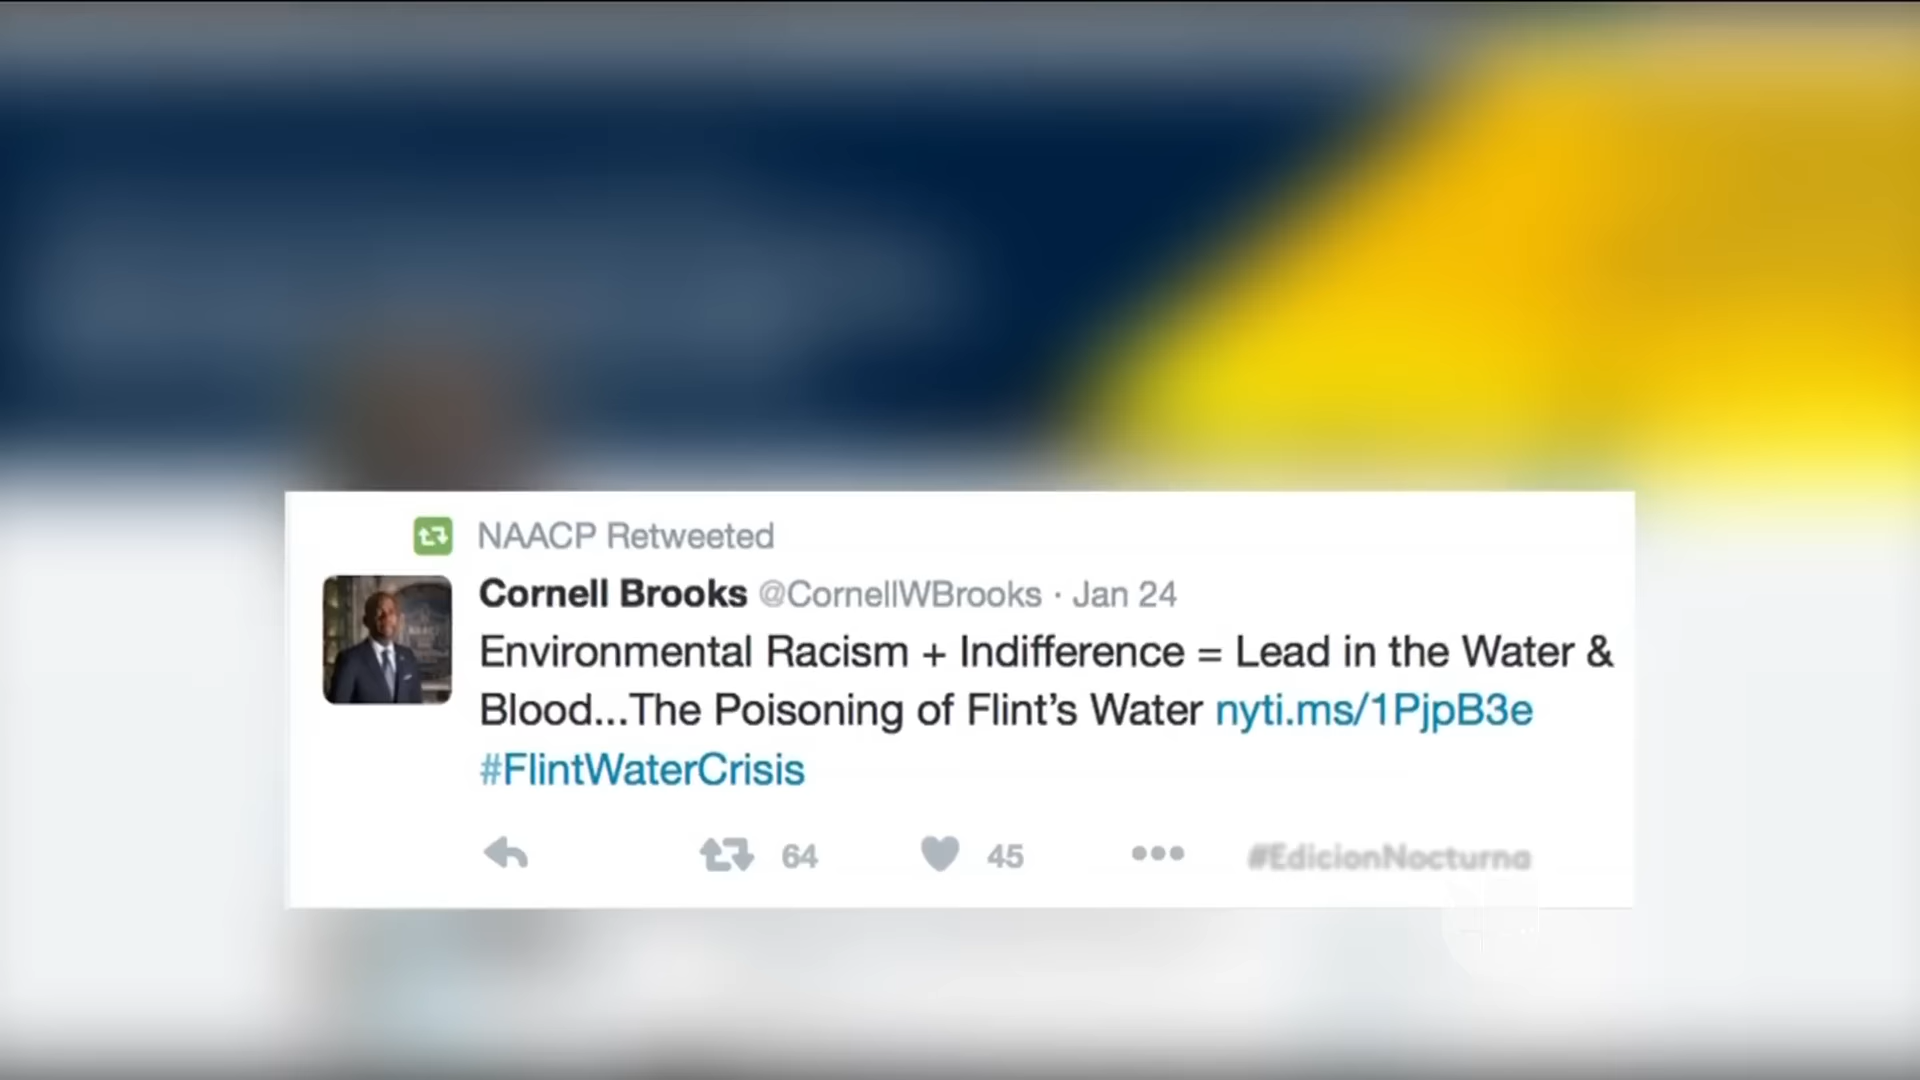 NAACP Retweeted
Cornell Brooks @CornellWBrooks · Jan 24
Environmental Racism + Indifference = Lead in the Water &
Blood...The Poisoning of Flint's Water nyti.ms/1PjpB3e
#FlintWaterCrisis
64 45 #EdicionNocturna